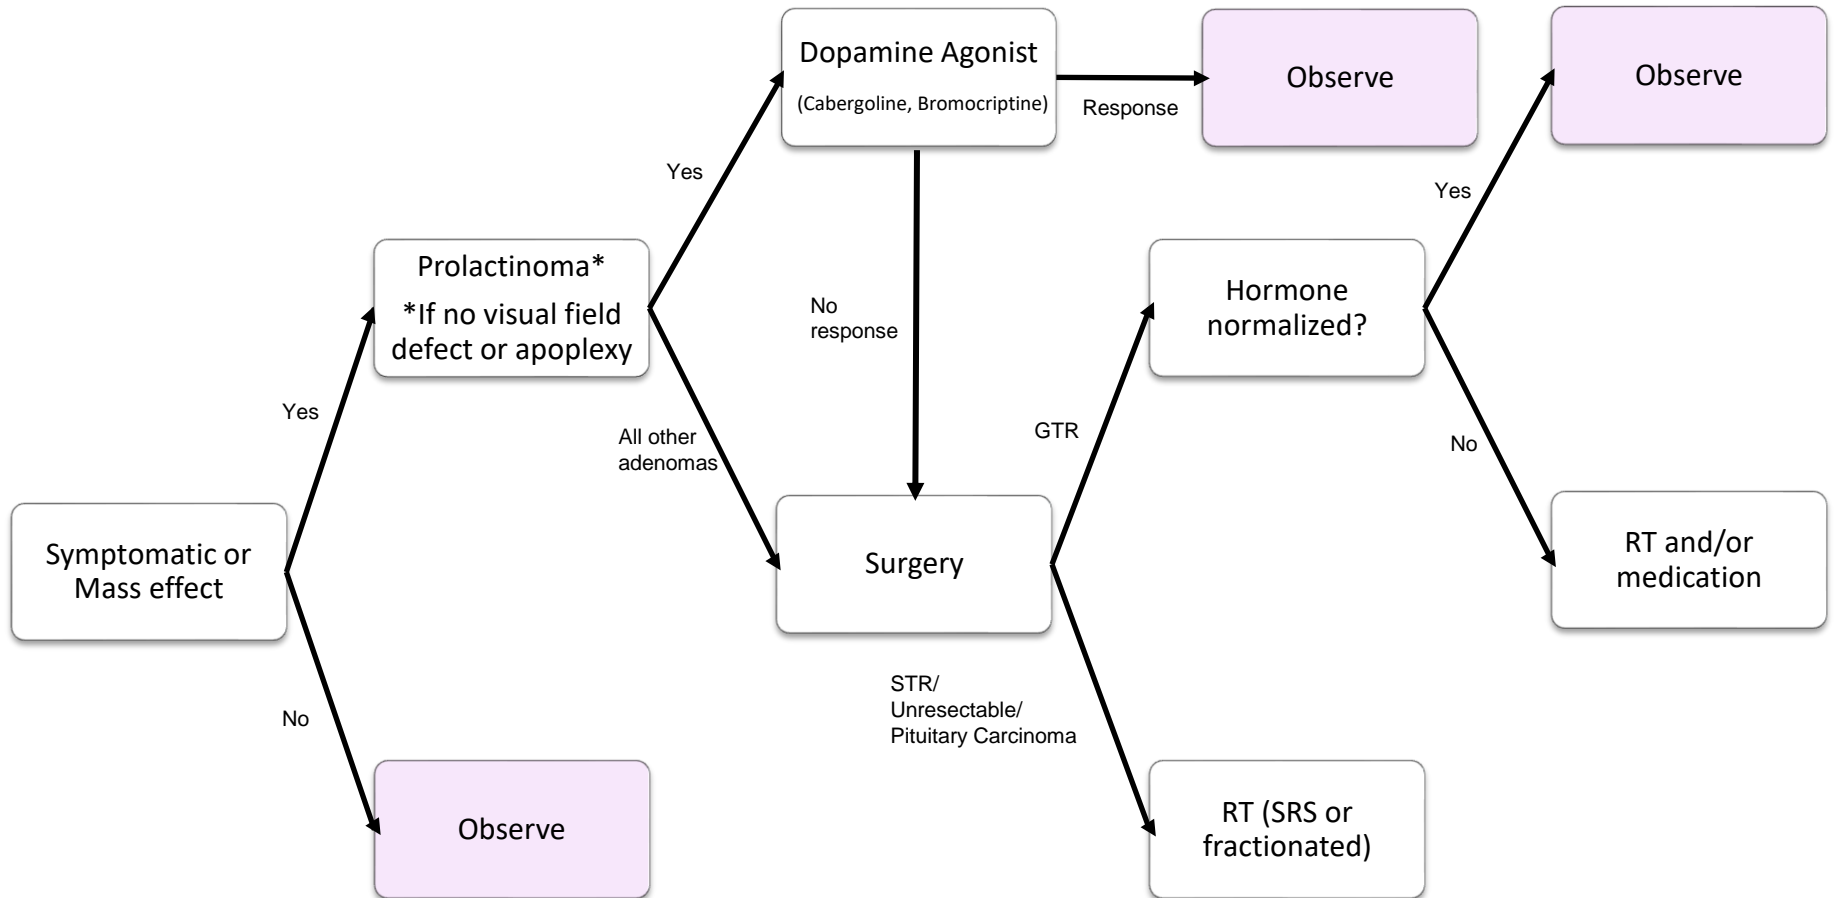 Dopamine Agonist
(Cabergoline, Bromocriptine)
Response
Observe
Observe
Yes
Yes
Prolactinoma*
*If no visual field
defect or apoplexy
No
response
Hormone
normalized?
Yes
All other
adenomas
GTR
No
Symptomatic or
Mass effect
Surgery
RT and/or
medication
No
STR/
Unresectable/
Pituitary Carcinoma
Observe
RT (SRS or
fractionated)